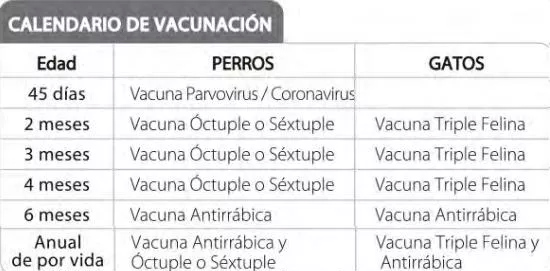 CALENDARIO DE VACUNACIÓN
Edad PERROS GATOS
45 días Vacuna Parvovirus / Coronavirus
2 meses Vacuna Óctuple o Séxtuple Vacuna Triple Felina
3 meses Vacuna Óctuple o Séxtuple Vacuna Triple Felina
4 meses Vacuna Óctuple o Séxtuple Vacuna Triple Felina
6 meses Vacuna Antirrábica Vacuna Antirrábica
Anual Vacuna Antirrábica y Vacuna Triple Felina y
de por vida Óctuple o Séxtuple Antirrábica